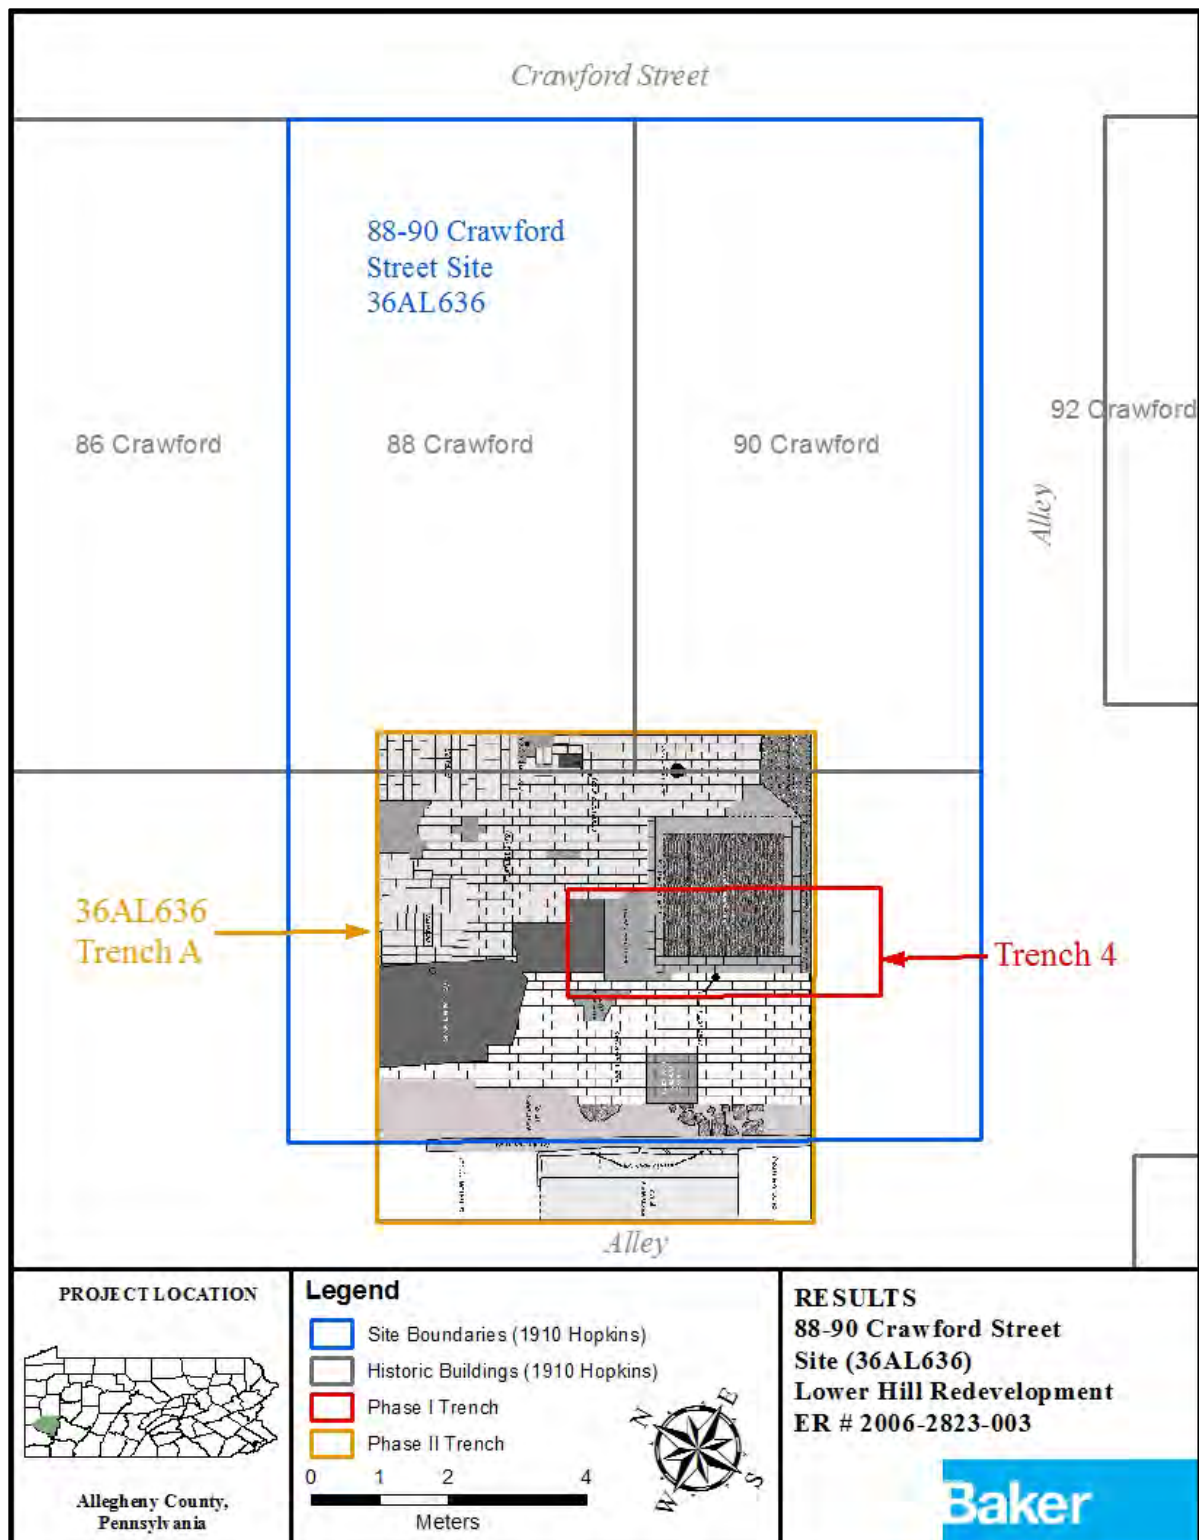 Crawford Street
88-90 Crawford
Street Site
36AL636
86 Crawford
88 Crawford
90 Crawford
92 Crawford
Alley
36AL636
Trench A
Trench 4
Alley
PROJECT LOCATION
Allegheny County,
Pennsylvania
Legend
Site Boundaries (1910 Hopkins)
Historic Buildings (1910 Hopkins)
Phase I Trench
Phase II Trench
0 1 2 4
Meters
N E
W S
RESULTS
88-90 Crawford Street
Site (36AL636)
Lower Hill Redevelopment
ER # 2006-2823-003
Baker